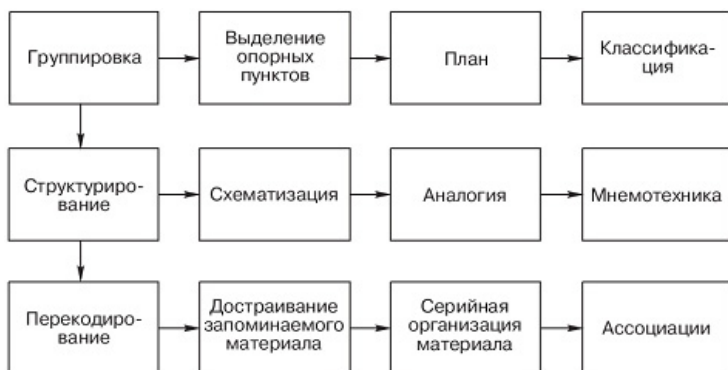 Группировка
Выделение
опорных
пунктов
План
Классифика-
ция
Структуриро-
вание
Схематизация
Аналогия
Мнемотехника
Перекодиро-
вание
Достраивание
запоминаемого
материала
Серийная
организация
материала
Ассоциации